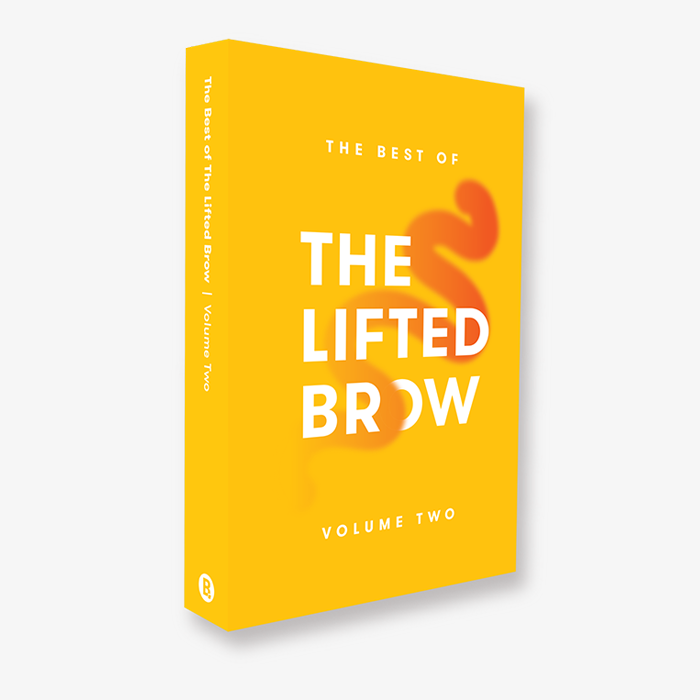 The Best of The Lifted Brow | Volume Two
B.
THE BEST OF
THE
LIFTED
BROW
VOLUME TWO